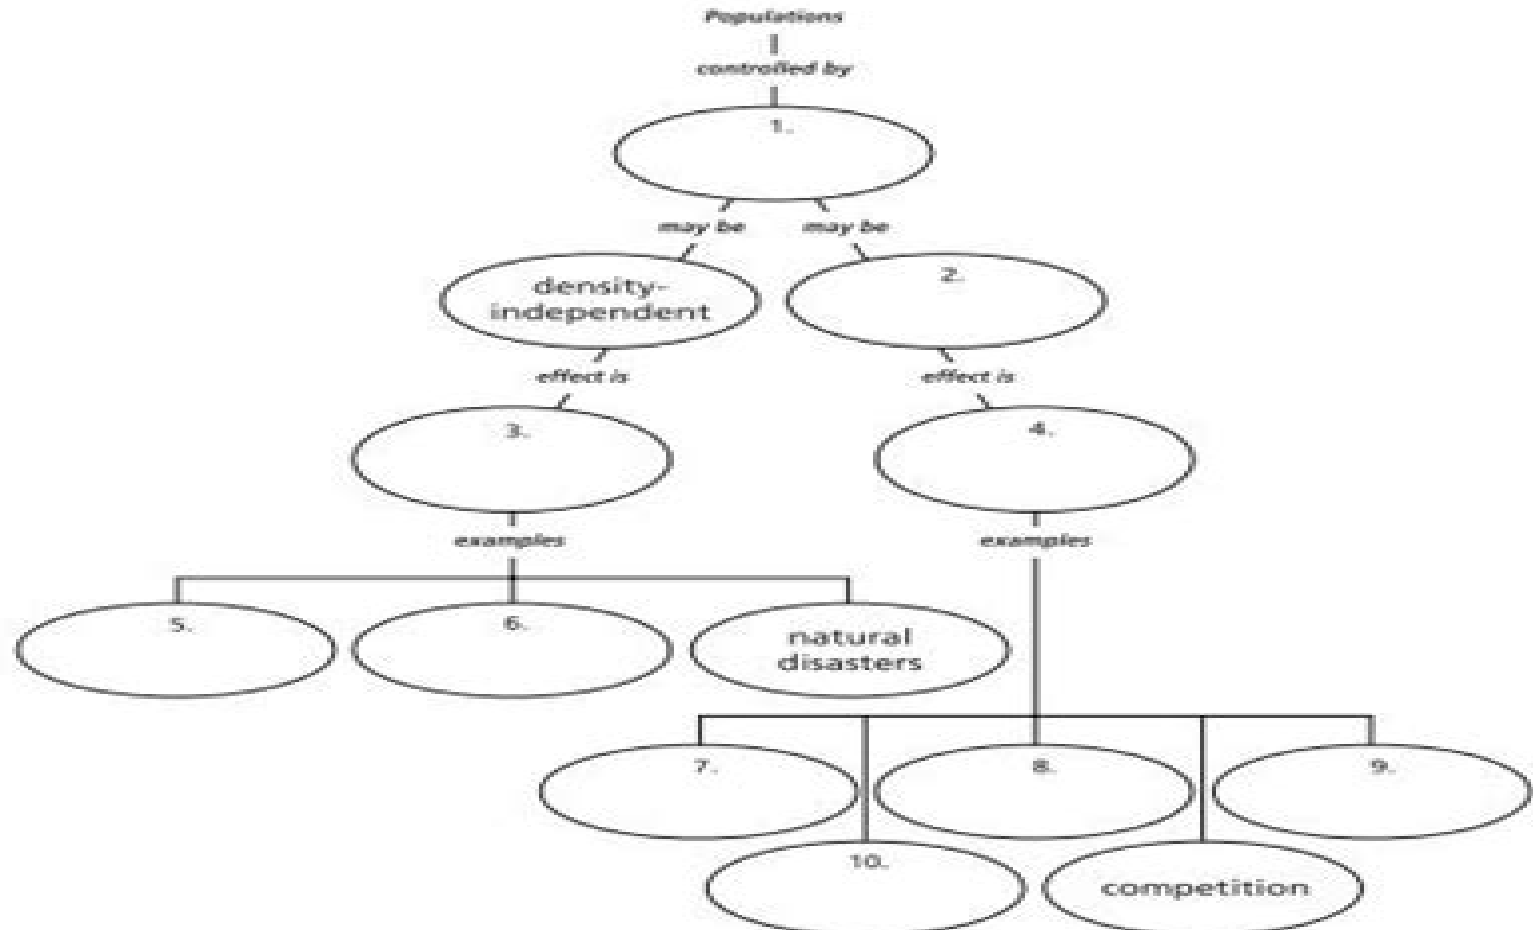 Populations
controlled by
1.
may be may be
density-
independent
2.
effect is effect is
3. 4.
examples examples
5. 6. natural
disasters
7. 8. 9.
10. competition